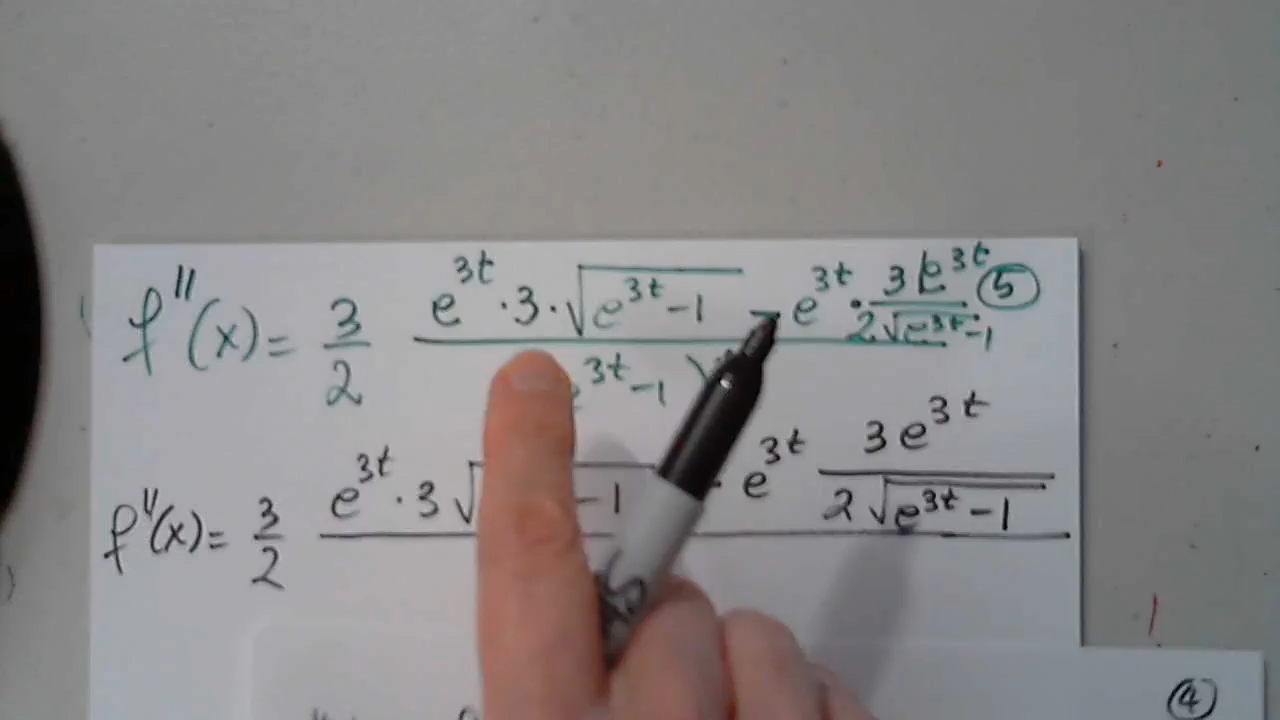 f''(x) = 3/2 (e^{3t} · 3 · √(e^{3t} - 1) - e^{3t} · 3e^{3t} / 2√(e^{3t} - 1)) / e^{3t} - 1
5
f''(x) = 3/2 e^{3t} · 3 √ - 1 e^{3t} 3e^{3t} / 2√(e^{3t} - 1)
4